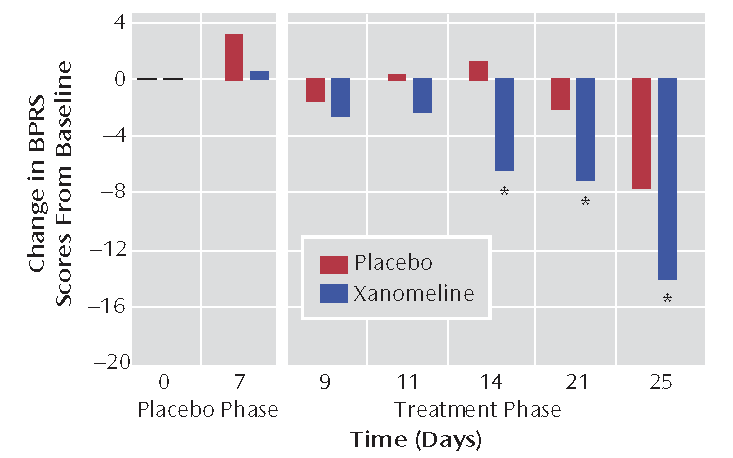 Change in BPRS
Scores From Baseline
4
0
−4
−8
−12
−16
−20
*
*
*
Placebo
Xanomeline
0 7 9 11 14 21 25
Placebo Phase Treatment Phase
Time (Days)